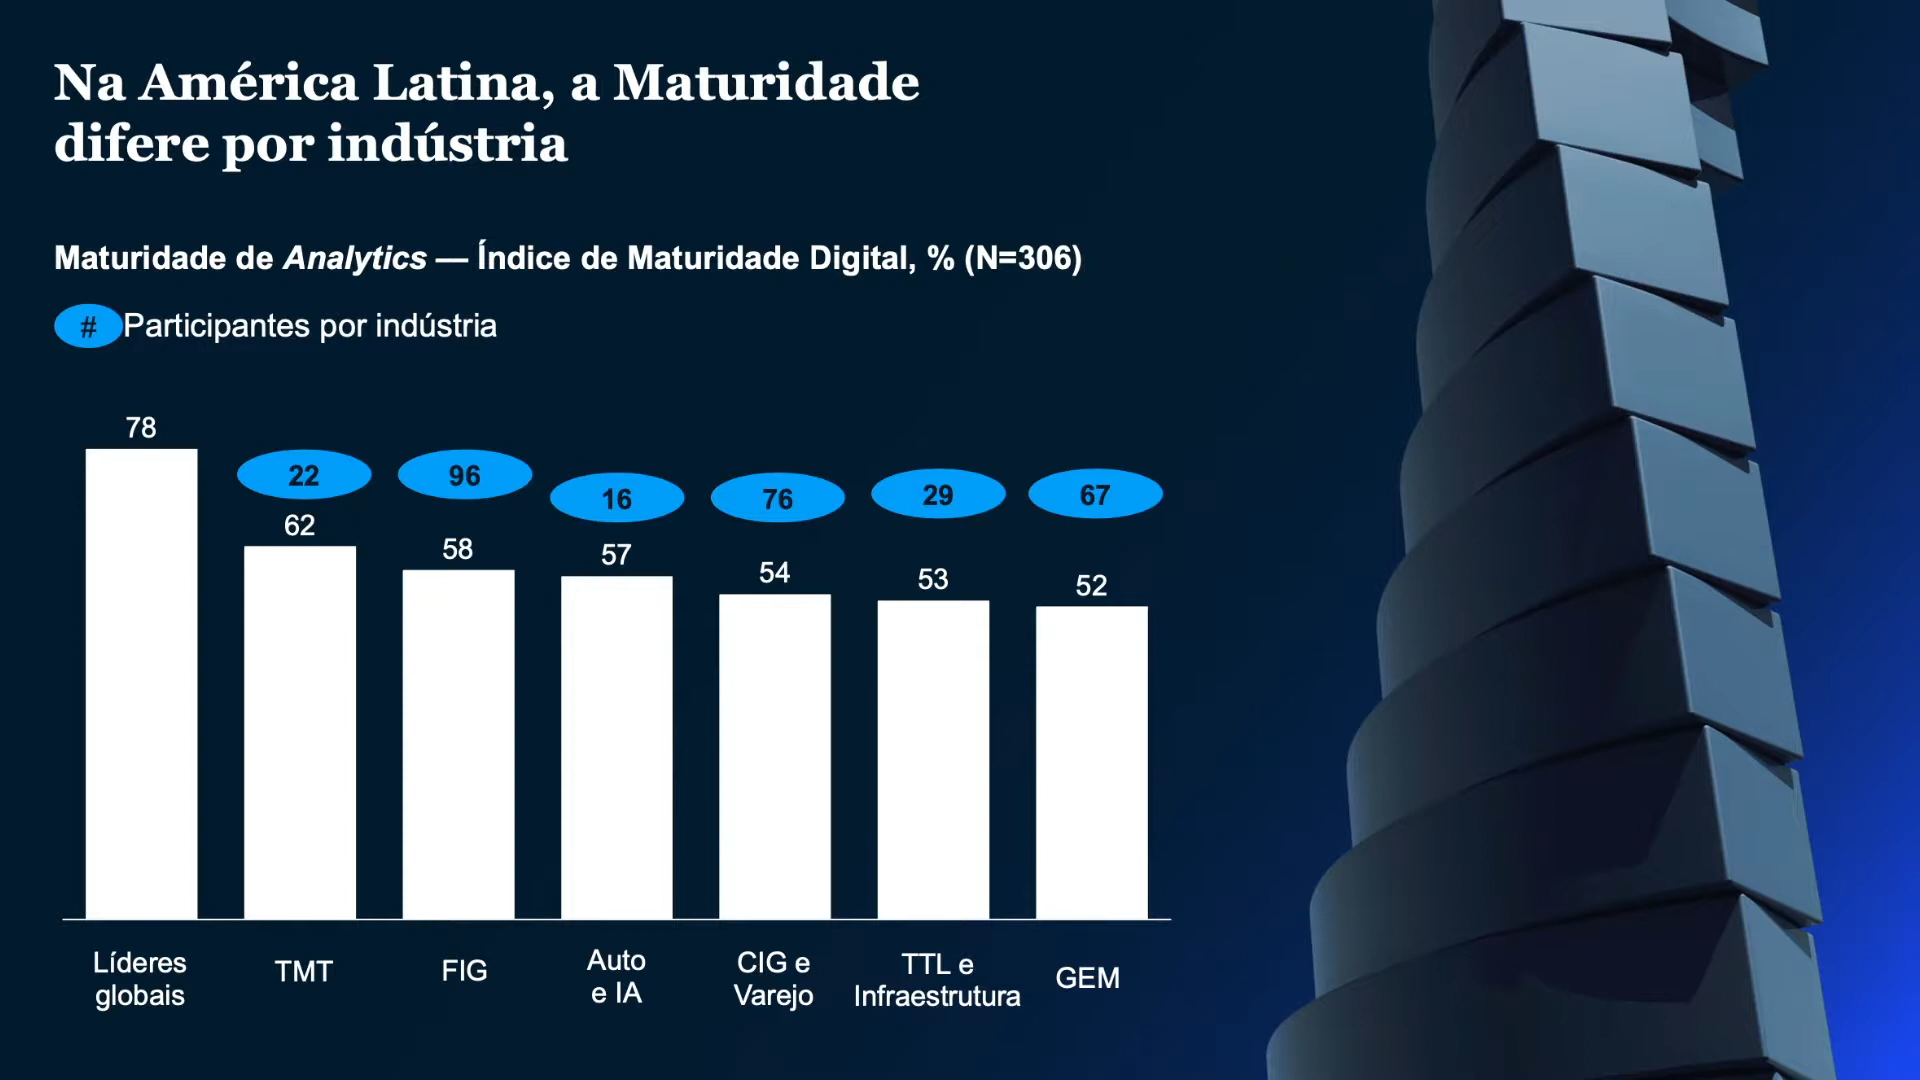 Na América Latina, a Maturidade
difere por indústria
Maturidade de Analytics — Índice de Maturidade Digital, % (N=306)
# Participantes por indústria
78
22
96
16
76
29
67
62
58
57
54
53
52
Líderes
globais
TMT
FIG
Auto
e IA
CIG e
Varejo
TTL e
Infraestrutura
GEM